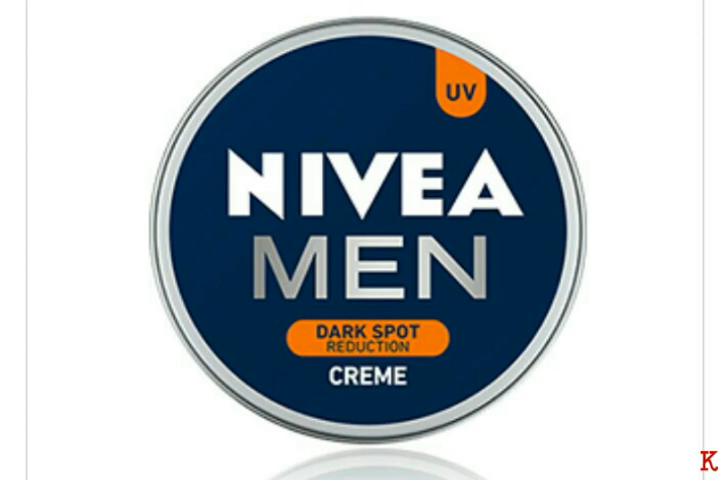 UV
NIVEA
MEN
DARK SPOT
REDUCTION
CREME
K